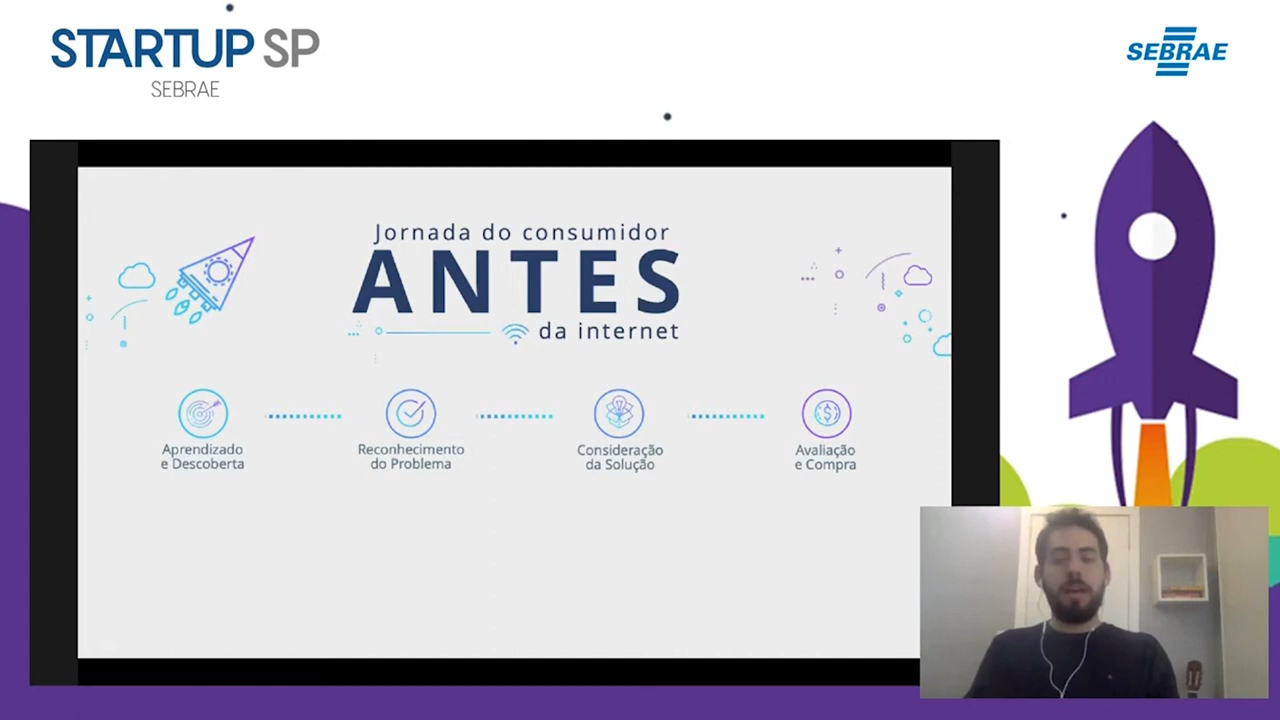 STARTUP SP
SEBRAE
SEBRAE
Jornada do consumidor
ANTES
da internet
Aprendizado
e Descoberta
Reconhecimento
do Problema
Consideração
da Solução
Avaliação
e Compra